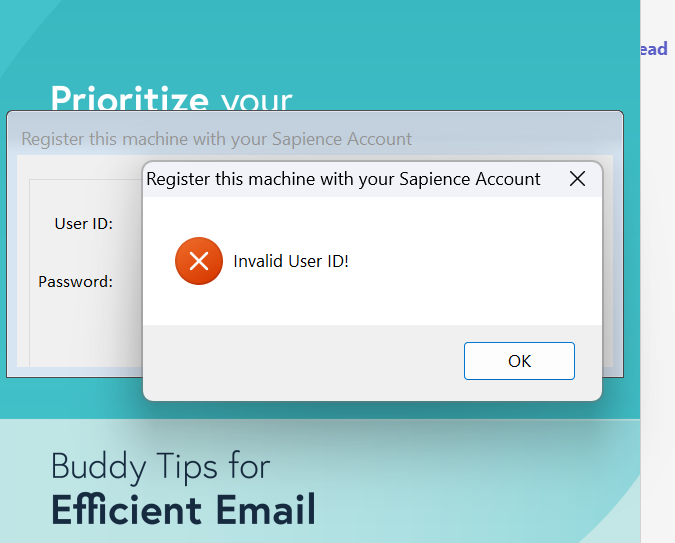 ead
Prioritize your
Register this machine with your Sapience Account
Register this machine with your Sapience Account
User ID:
Invalid User ID!
Password:
OK
Buddy Tips for
Efficient Email